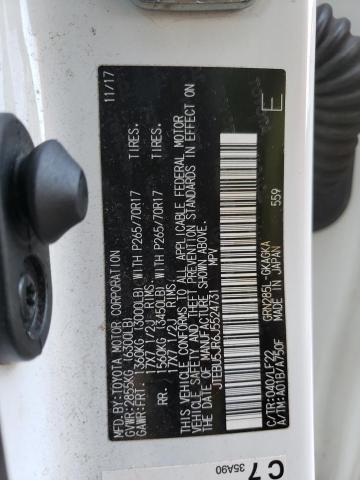 MFD.BY: TOYOTA MOTOR CORPORATION 11/17
GVWR:2855KG (6300LB)
GAWR:FRT. 1360KG (3000LB) WITH P265/70R17 TIRES,
17X7 1/2J RIMS.
RR. 1560KG (3450LB) WITH P265/70R17 TIRES,
17X7 1/2J RIMS.
THIS VEHICLE CONFORMS TO ALL APPLICABLE FEDERAL MOTOR
VEHICLE SAFETY AND THEFT PREVENTION STANDARDS IN EFFECT ON
THE DATE OF MANUFACTURE SHOWN ABOVE.
JTEBU5JR6J5524731 MPV
E
C/TR:040/LF22 GRN285L-GKAGKA 559
A/TM:A01B/A750F MADE IN JAPAN
C7
35A90